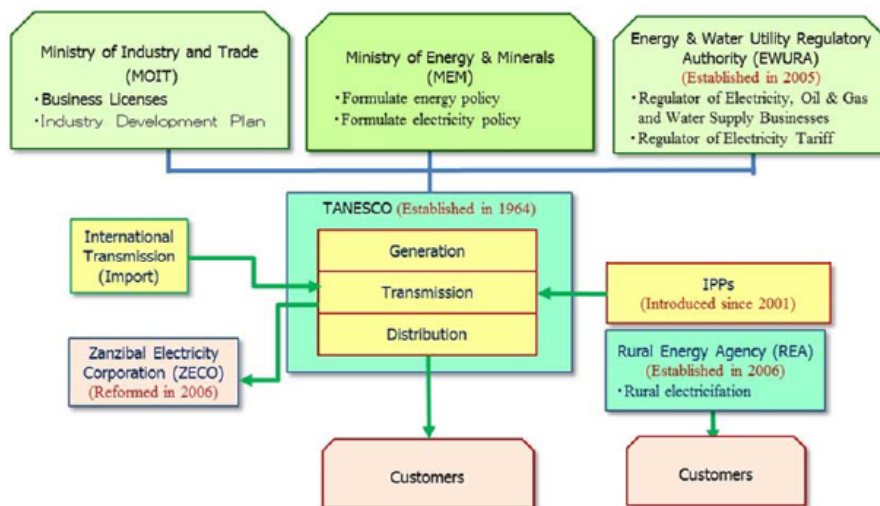 Ministry of Industry and Trade
(MOIT)
・Business Licenses
・Industry Development Plan
Ministry of Energy & Minerals
(MEM)
・Formulate energy policy
・Formulate electricity policy
Energy & Water Utility Regulatory
Authority (EWURA)
(Established in 2005)
・Regulator of Electricity, Oil & Gas
and Water Supply Businesses
・Regulator of Electricity Tariff
TANESCO (Established in 1964)
Generation
Transmission
Distribution
International
Transmission
(Import)
Zanzibal Electricity
Corporation (ZECO)
(Reformed in 2006)
IPPs
(Introduced since 2001)
Rural Energy Agency (REA)
(Established in 2006)
・Rural electricifation
Customers
Customers